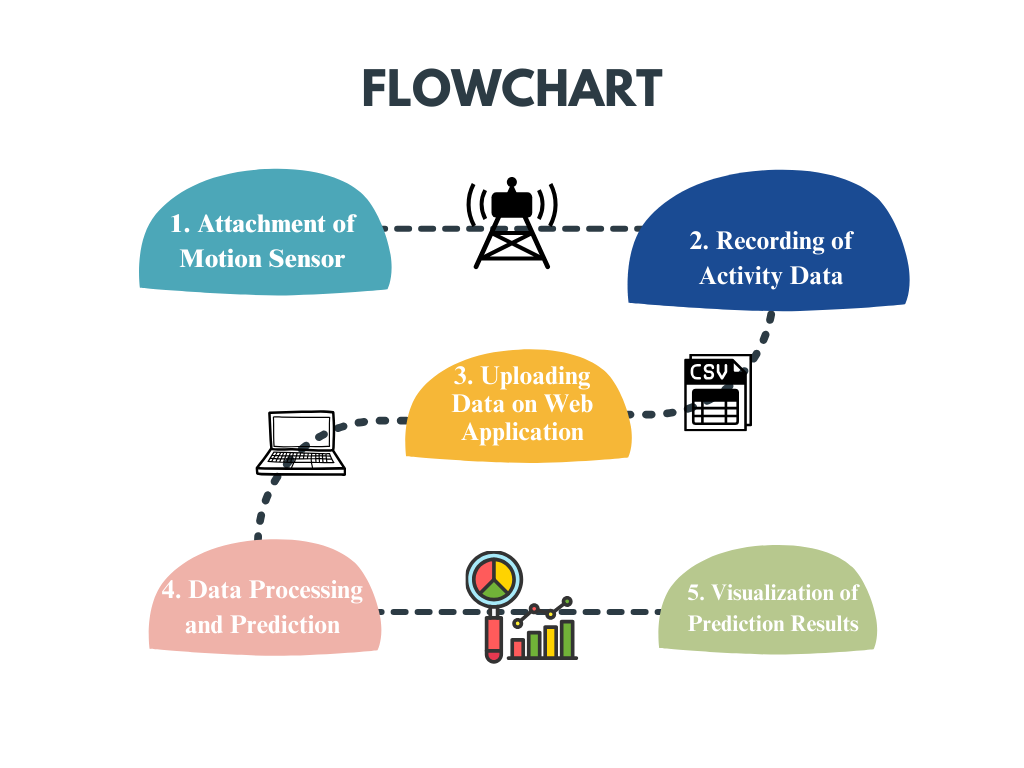 FLOWCHART
1. Attachment of
Motion Sensor
2. Recording of
Activity Data
CSV
3. Uploading
Data on Web
Application
4. Data Processing
and Prediction
5. Visualization of
Prediction Results